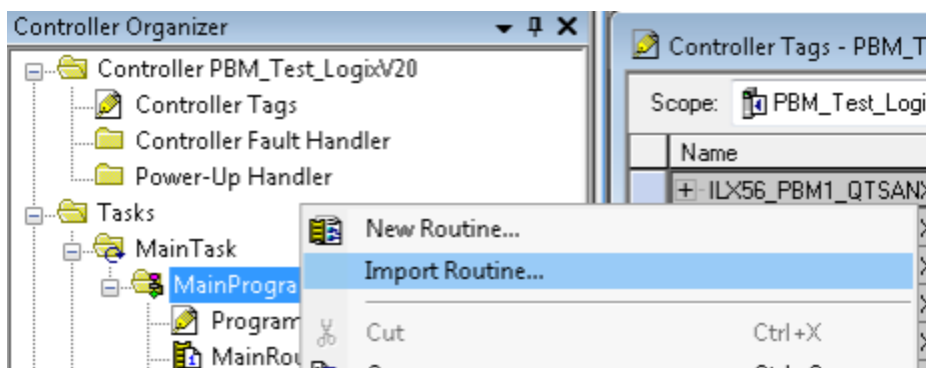 Controller Organizer
Controller Tags - PBM_T
Controller PBM_Test_LogixV20
Controller Tags
Scope: PBM_Test_Logi
Controller Fault Handler
Name
Power-Up Handler
ILX56_PBM1_QTSAN
Tasks
New Routine...
MainTask
Import Routine...
MainProgra
Program
Cut Ctrl+X
MainRou